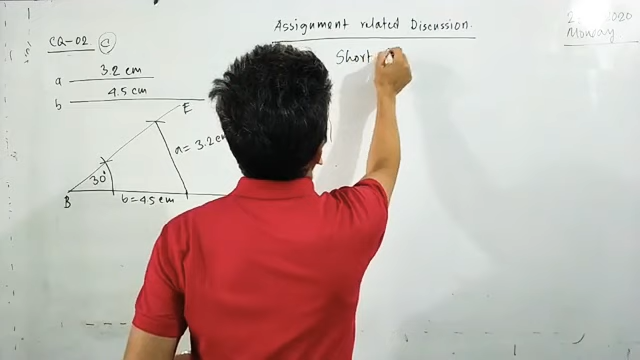 Assignment related Discussion.
2020
Monday
CQ-02 C
Short
a 3.2 cm
b 4.5 cm
E
a = 3.2 cm
30°
B
b = 4.5 cm